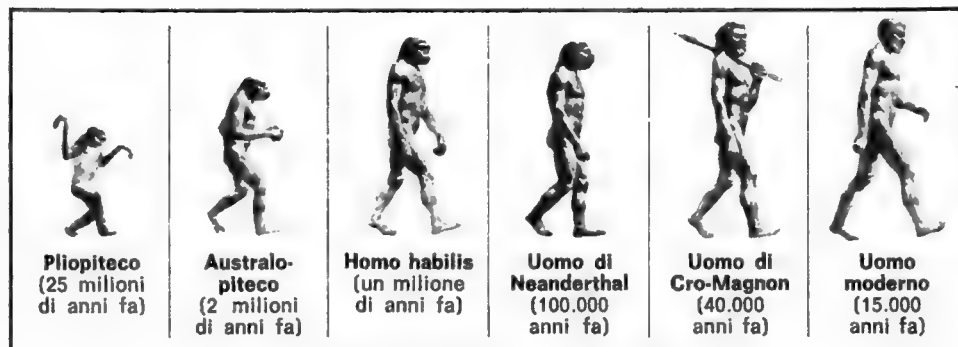 Pliopiteco
(25 milioni
di anni fa)
Australo-
piteco
(2 milioni
di anni fa)
Homo habilis
(un milione
di anni fa)
Uomo di
Neanderthal
(100.000
anni fa)
Uomo di
Cro-Magnon
(40.000
anni fa)
Uomo
moderno
(15.000
anni fa)